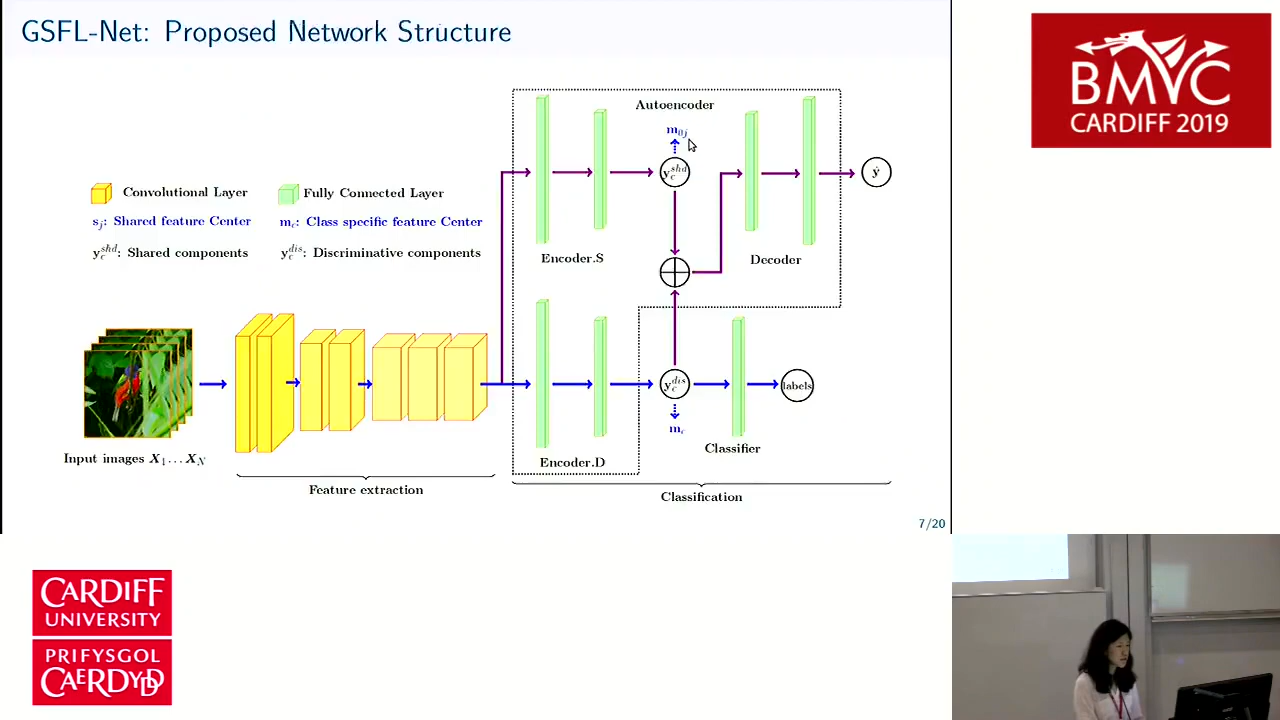 GSFL-Net: Proposed Network Structure
BMVC
CARDIFF 2019
Autoencoder
m₀ⱼ
Convolutional Layer
Fully Connected Layer
y_c^shd
ŷ
sⱼ: Shared feature Center
m_c: Class specific feature Center
y_c^shd: Shared components
y_c^dis: Discriminative components
Encoder.S
Decoder
y_c^dis
labels
m_c
Classifier
Input images X₁...X_N
Encoder.D
Feature extraction
Classification
7/20
CARDIFF
UNIVERSITY
PRIFYSGOL
CAERDYDD